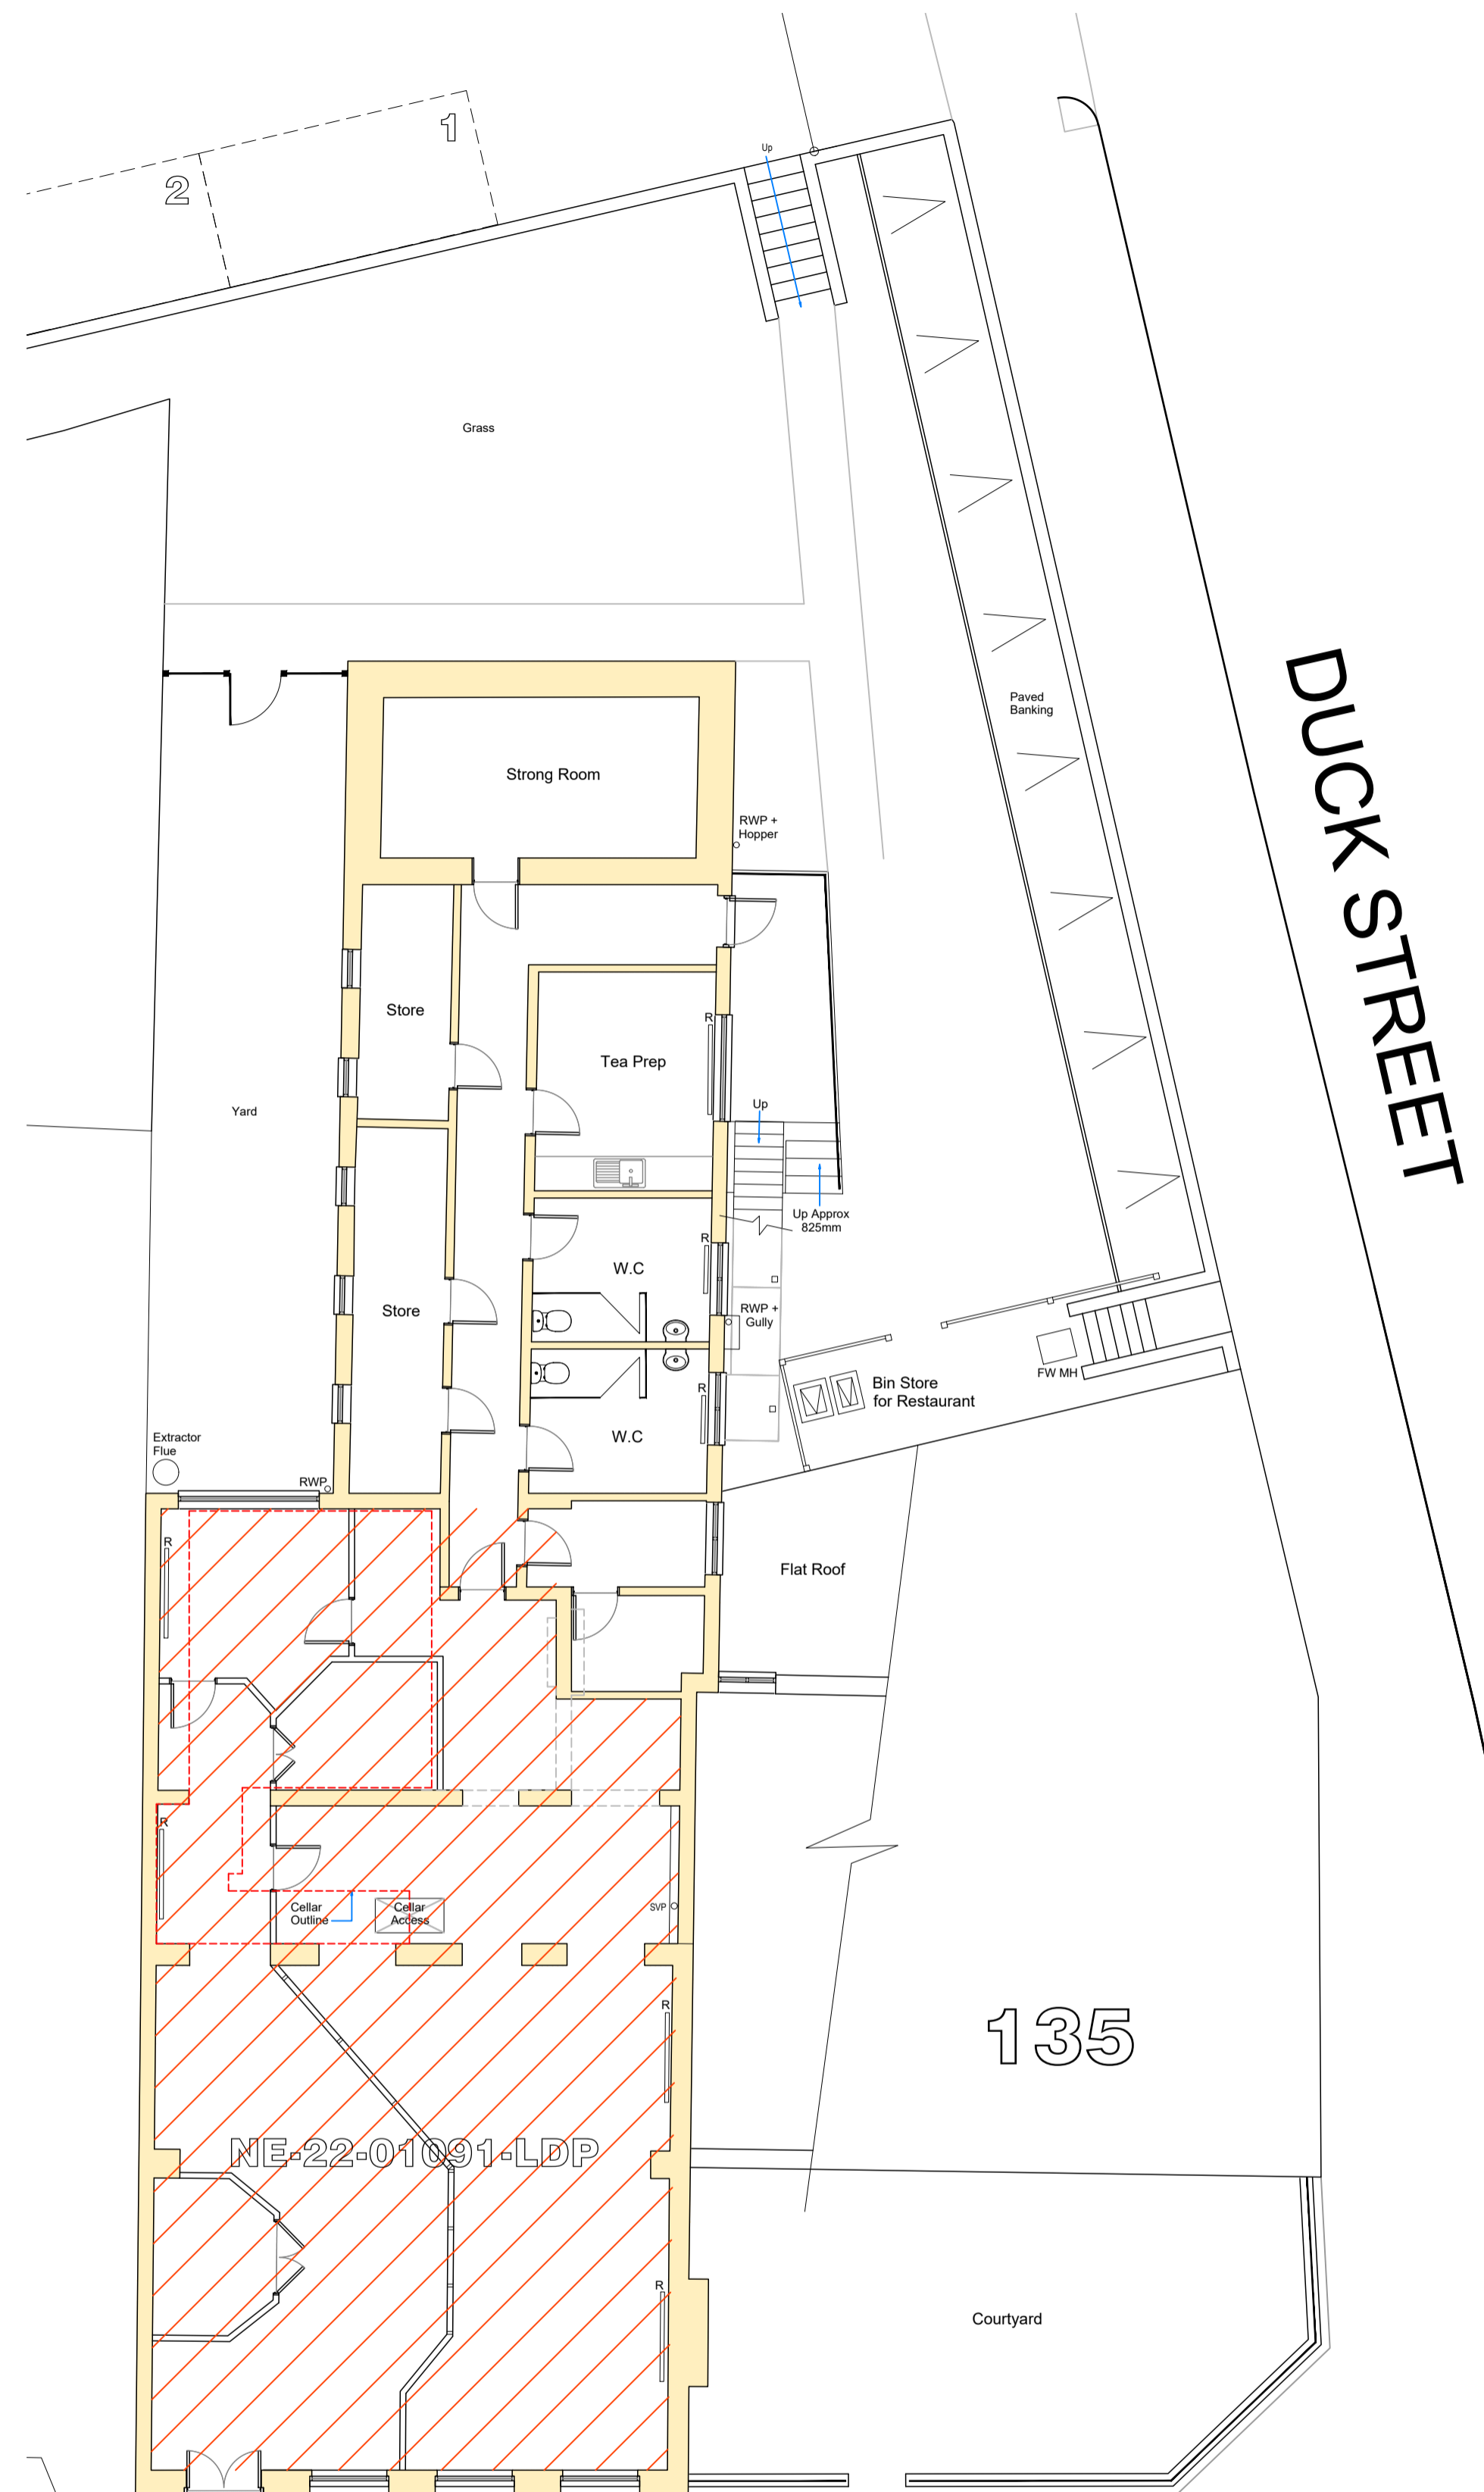 1
2
Up
Grass
DUCK STREET
Paved
Banking
Strong Room
RWP +
Hopper
Store
R
Tea Prep
Yard
Up
Up Approx
825mm
R
W.C
Store
RWP +
Gully
FW MH
Bin Store
for Restaurant
R
W.C
Extractor
Flue
RWP
R
Flat Roof
R
Cellar
Outline
Cellar
Access
SVP
R
135
NE-22-01091-LDP
R
Courtyard